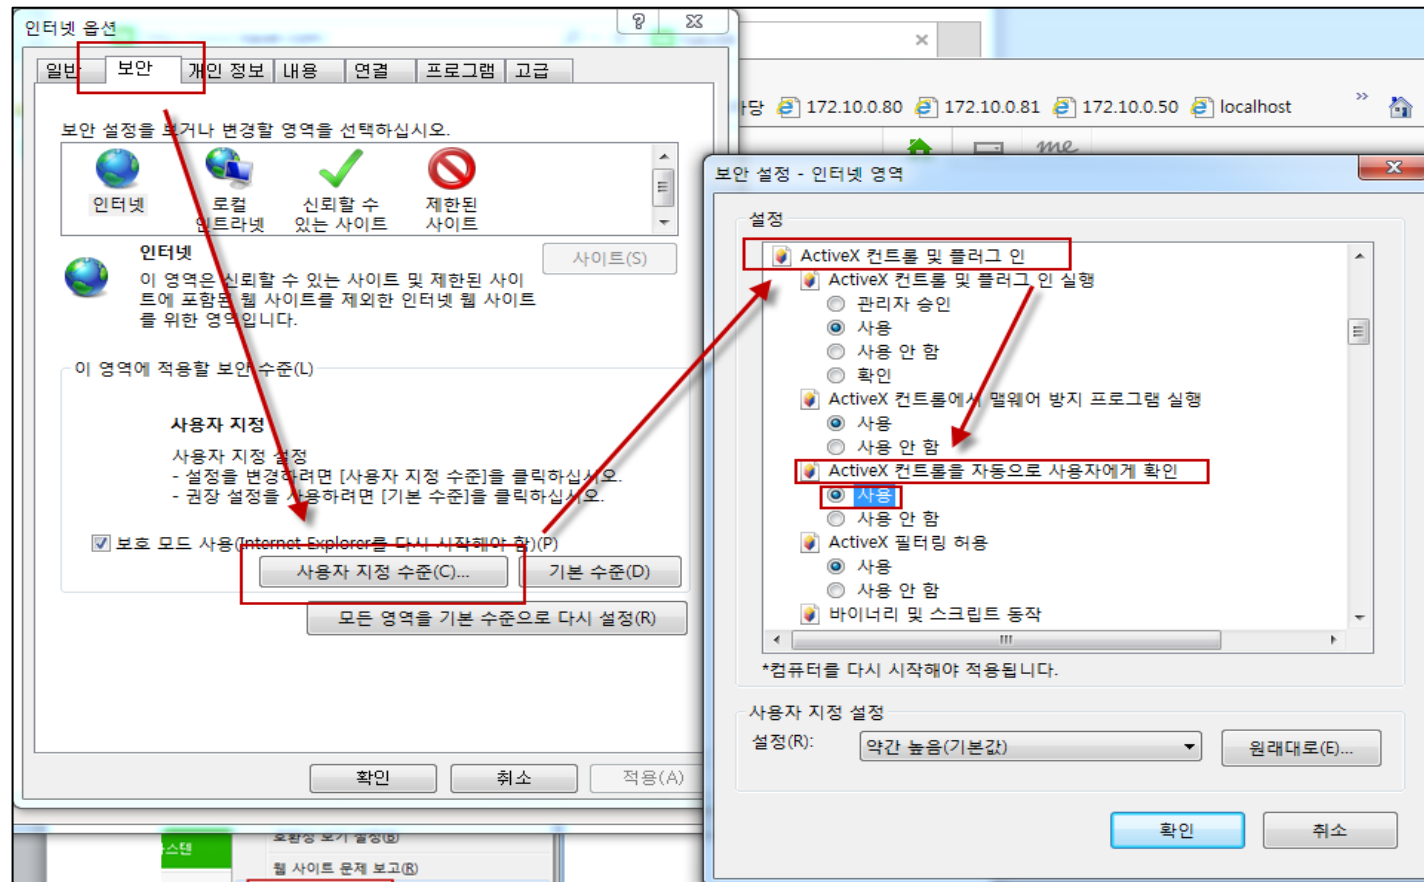 인터넷 옵션
일반 보안 개인 정보 내용 연결 프로그램 고급
보안 설정을 보거나 변경할 영역을 선택하십시오.
인터넷
로컬
인트라넷
신뢰할 수
있는 사이트
제한된
사이트
인터넷
사이트(S)
이 영역은 신뢰할 수 있는 사이트 및 제한된 사이
트에 포함된 웹 사이트를 제외한 인터넷 웹 사이트
를 위한 영역입니다.
이 영역에 적용할 보안 수준(L)
사용자 지정
사용자 지정 설정
- 설정을 변경하려면 [사용자 지정 수준]을 클릭하십시오.
- 권장 설정을 사용하려면 [기본 수준]을 클릭하십시오.
보호 모드 사용(Internet Explorer를 다시 시작해야 함)(P)
사용자 지정 수준(C)... 기본 수준(D)
모든 영역을 기본 수준으로 다시 설정(R)
확인 취소 적용(A)
호환성 보기 설정(B)
웹 사이트 문제 보고(R)
172.10.0.80 172.10.0.81 172.10.0.50 localhost
me
보안 설정 - 인터넷 영역
설정
ActiveX 컨트롤 및 플러그 인
ActiveX 컨트롤 및 플러그 인 실행
관리자 승인
사용
사용 안 함
확인
ActiveX 컨트롤에서 맬웨어 방지 프로그램 실행
사용
사용 안 함
ActiveX 컨트롤을 자동으로 사용자에게 확인
사용
사용 안 함
ActiveX 필터링 허용
사용
사용 안 함
바이너리 및 스크립트 동작
*컴퓨터를 다시 시작해야 적용됩니다.
사용자 지정 설정
설정(R): 약간 높음(기본값) 원래대로(E)...
확인 취소